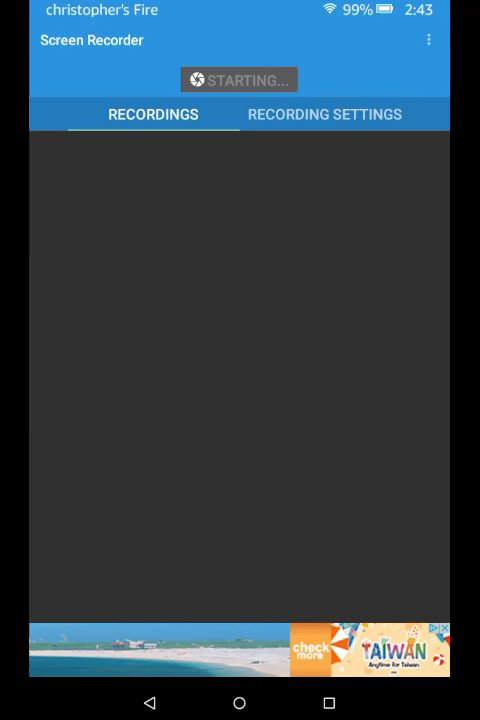 christopher's Fire 99% 2:43
Screen Recorder
STARTING...
RECORDINGS RECORDING SETTINGS
check
more
TAIWAN
Anytime for Taiwan